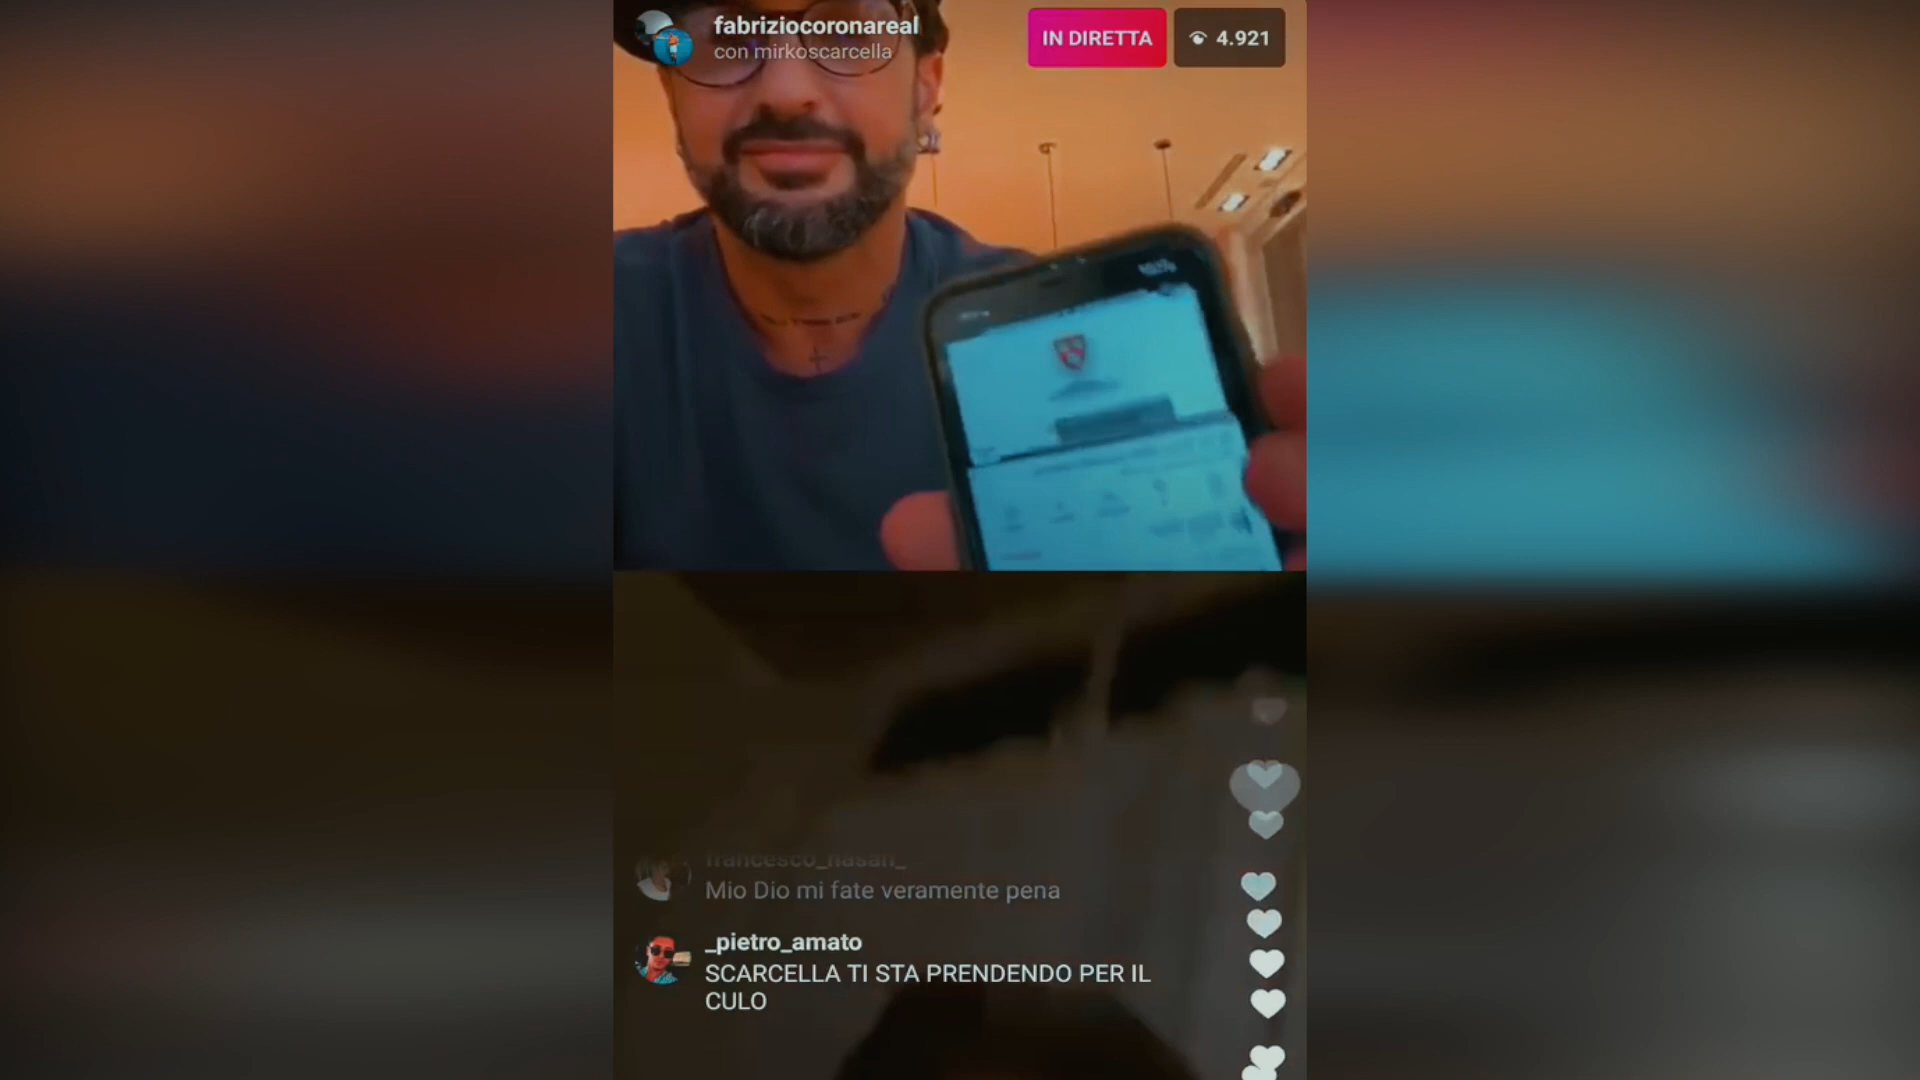 fabriziocoronareal
con mirkoscarcella
IN DIRETTA
4.921
Mio Dio mi fate veramente pena
_pietro_amato
SCARCELLA TI STA PRENDENDO PER IL
CULO